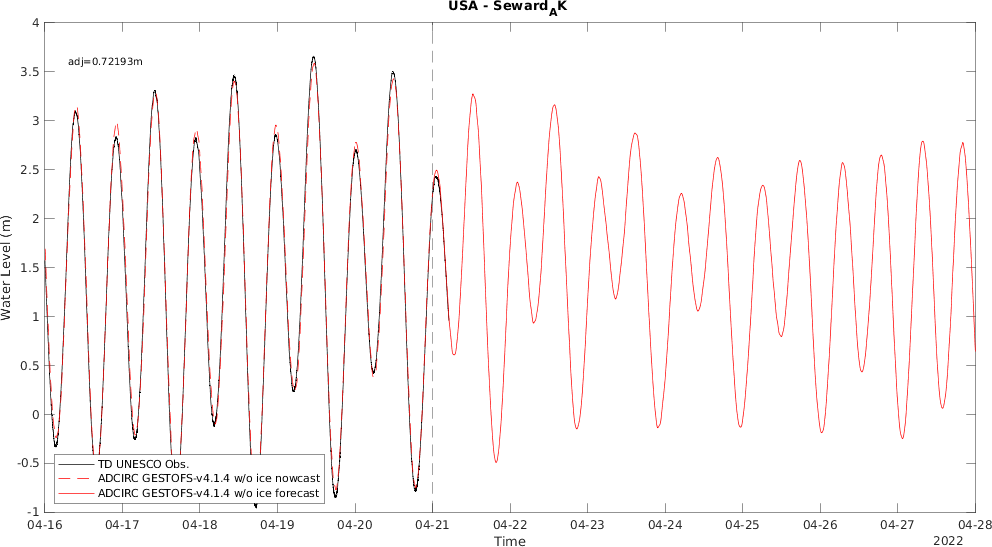 USA - Seward_AK
adj=0.72193m
4
3.5
3
2.5
2
1.5
1
0.5
0
-0.5
-1
Water Level (m)
TD UNESCO Obs.
ADCIRC GESTOFS-v4.1.4 w/o ice nowcast
ADCIRC GESTOFS-v4.1.4 w/o ice forecast
04-16 04-17 04-18 04-19 04-20 04-21 04-22 04-23 04-24 04-25 04-26 04-27 04-28
Time
2022